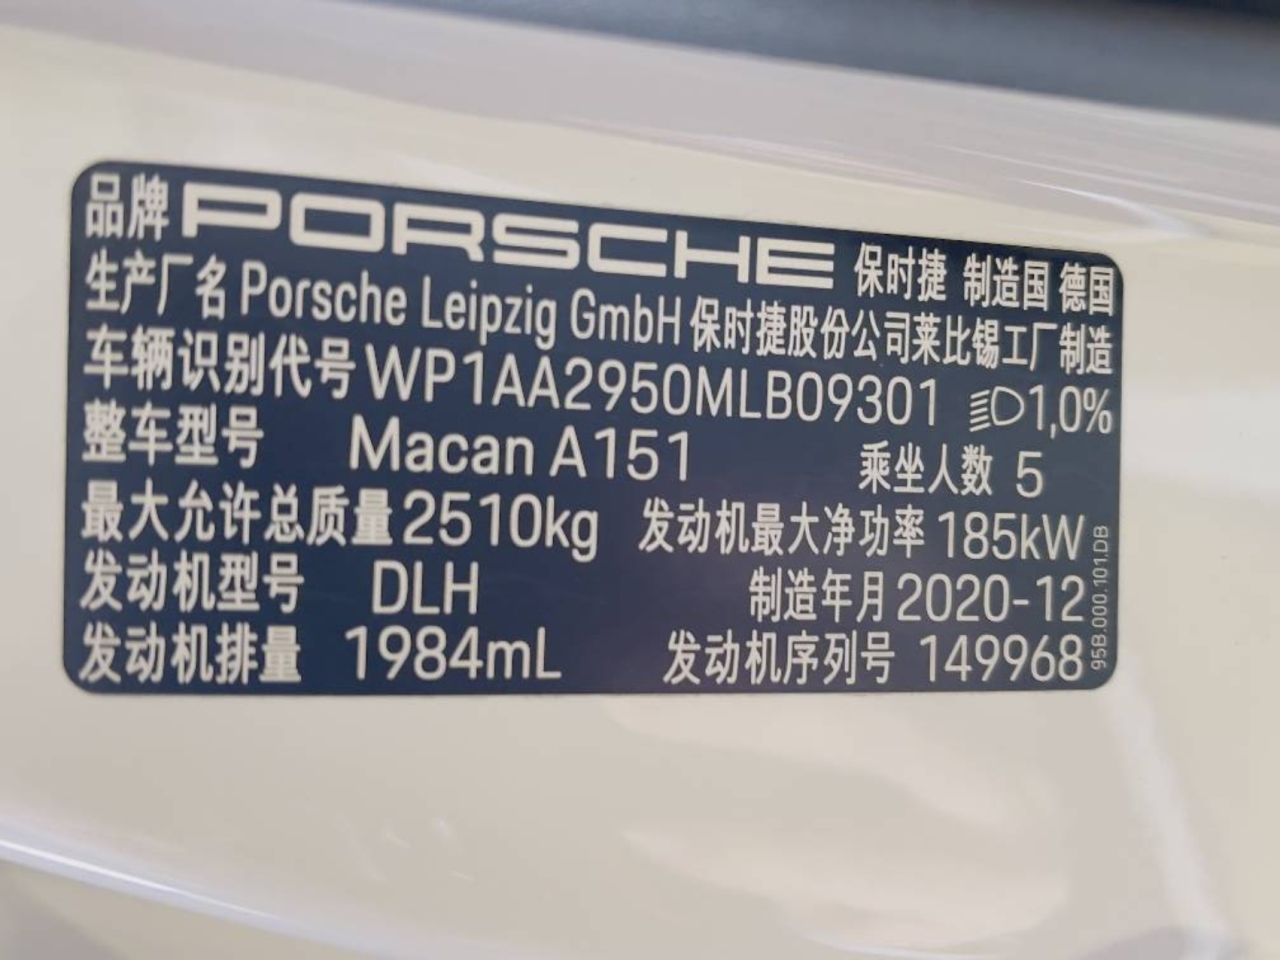 品牌 PORSCHE 保时捷 制造国 德国
生产厂名 Porsche Leipzig GmbH 保时捷股份公司莱比锡工厂制造
车辆识别代号 WP1AA2950MLB09301 1,0%
整车型号 Macan A151 乘坐人数 5
最大允许总质量 2510kg 发动机最大净功率 185kW
发动机型号 DLH 制造年月 2020-12
发动机排量 1984mL 发动机序列号 149968
95B.000.101.DB